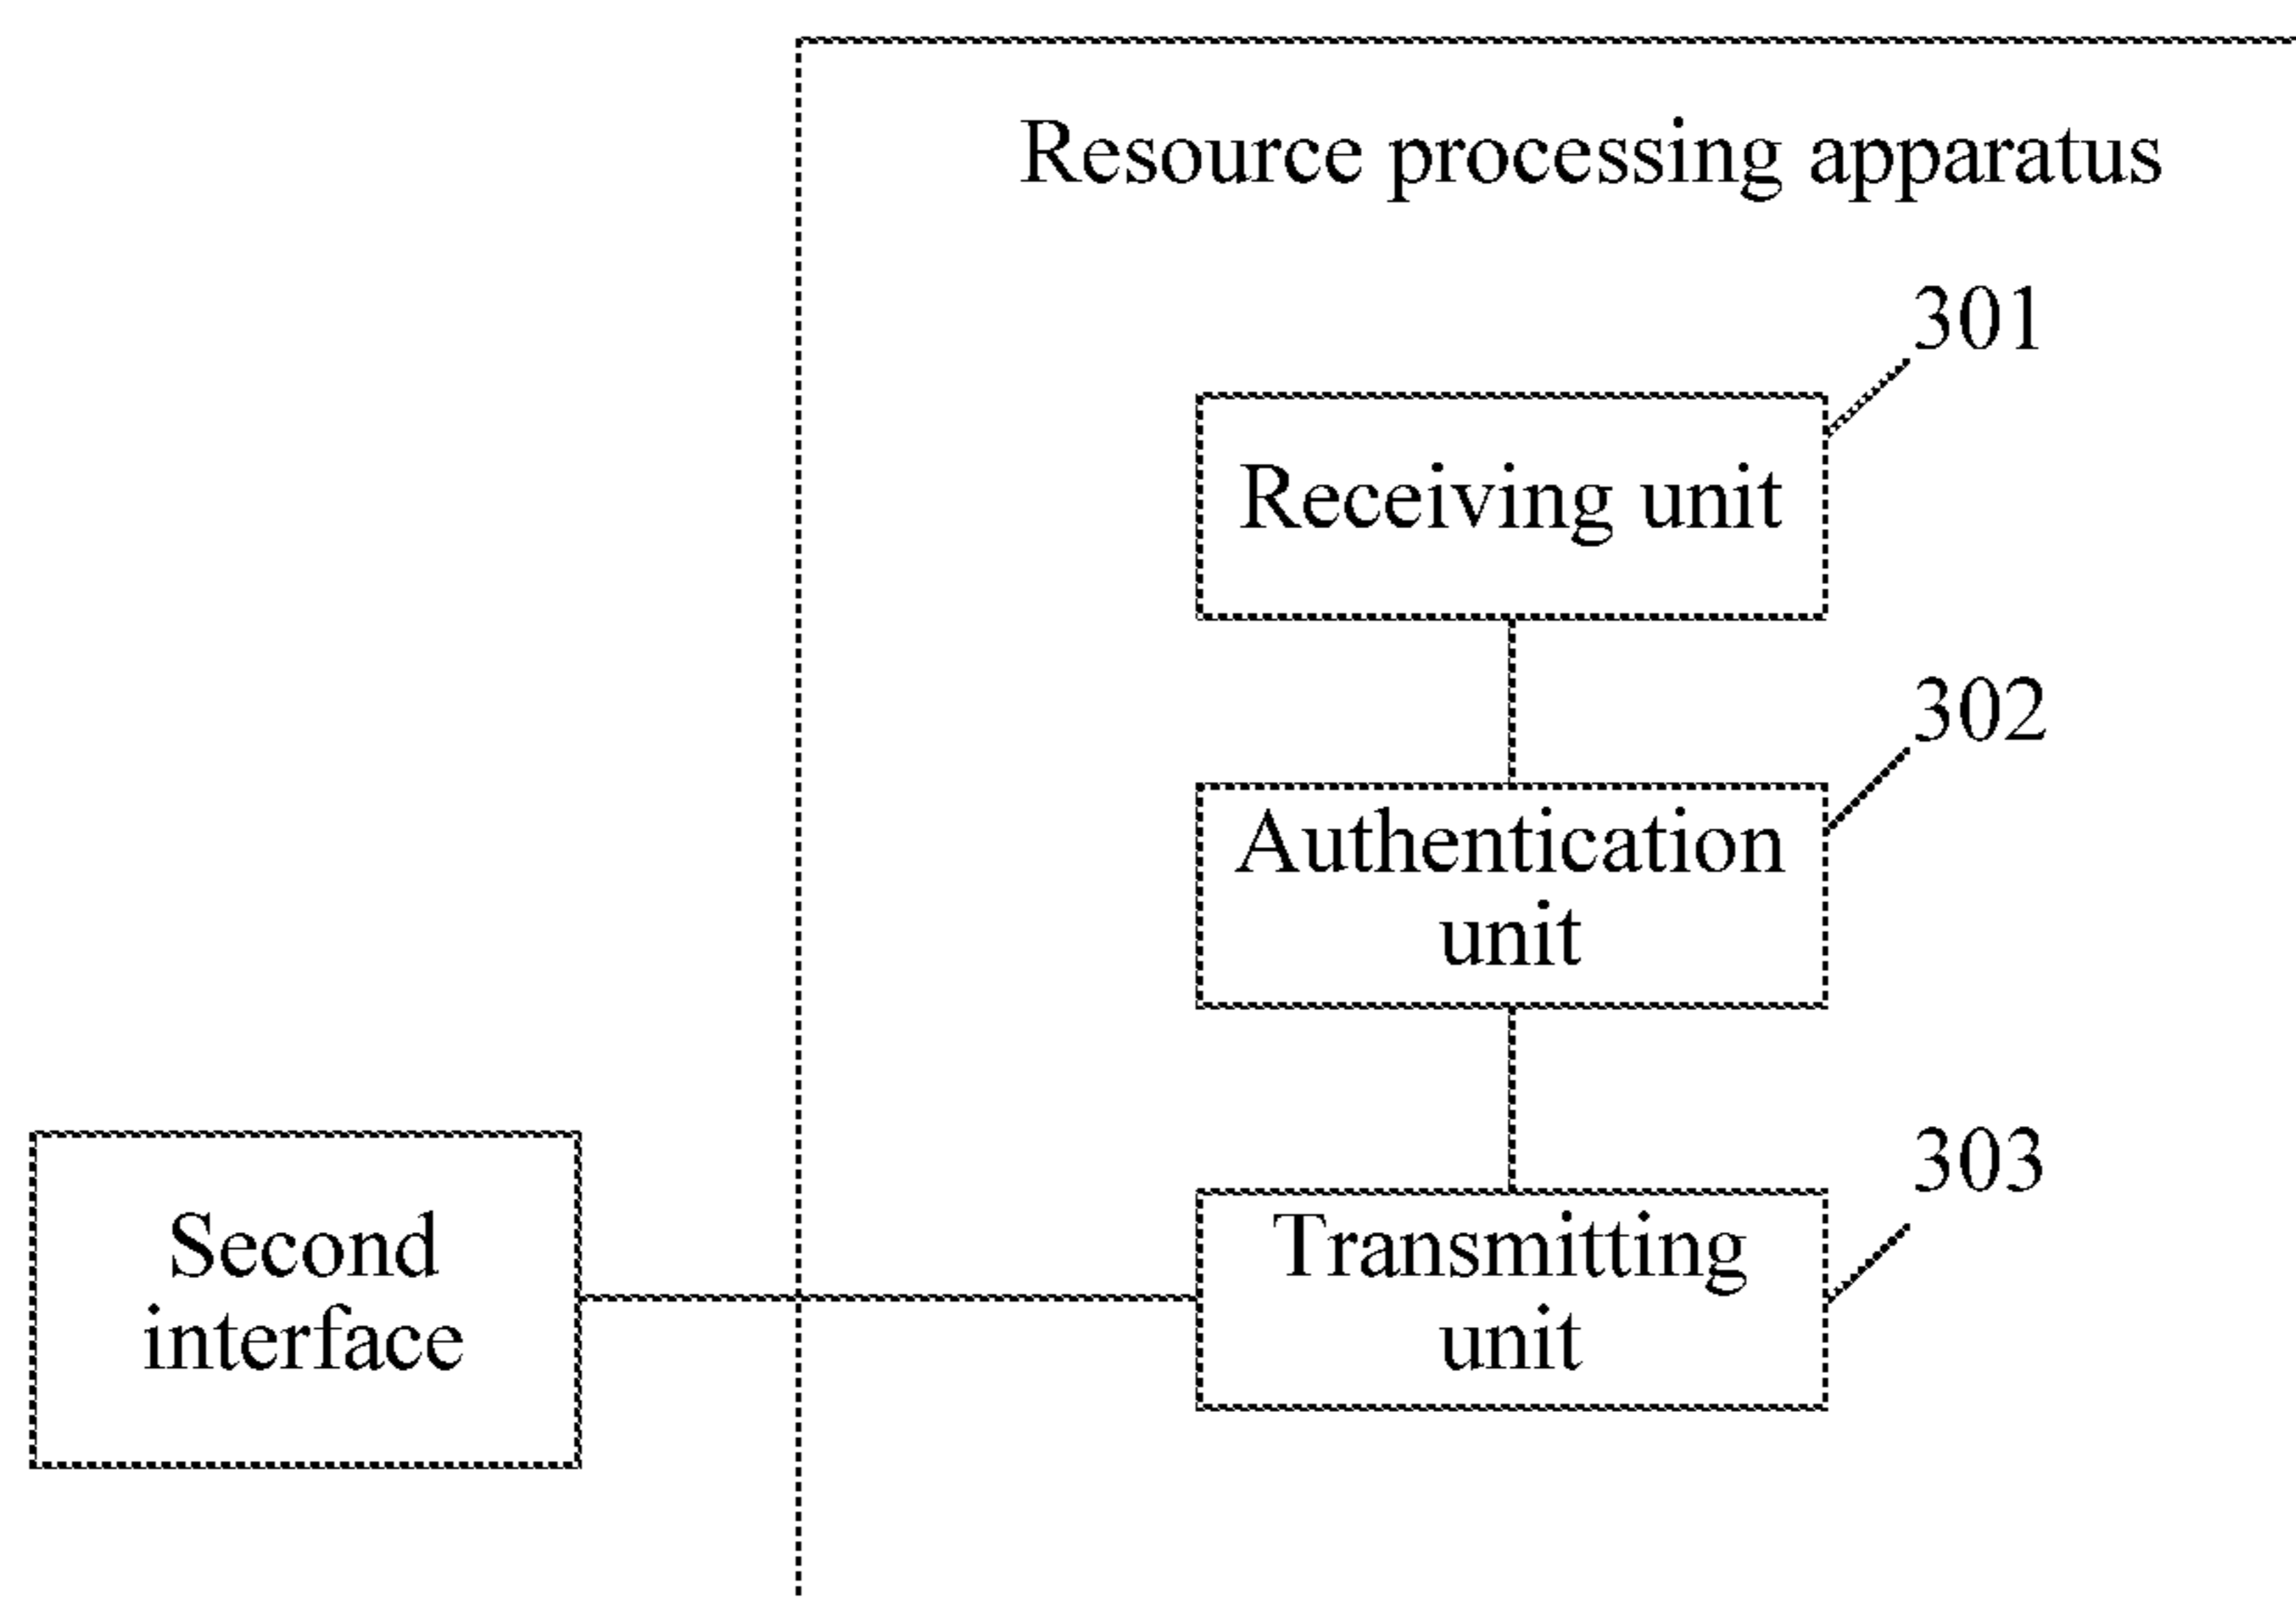 Resource processing apparatus
301
Receiving unit
302
Authentication
unit
303
Transmitting
unit
Second
interface